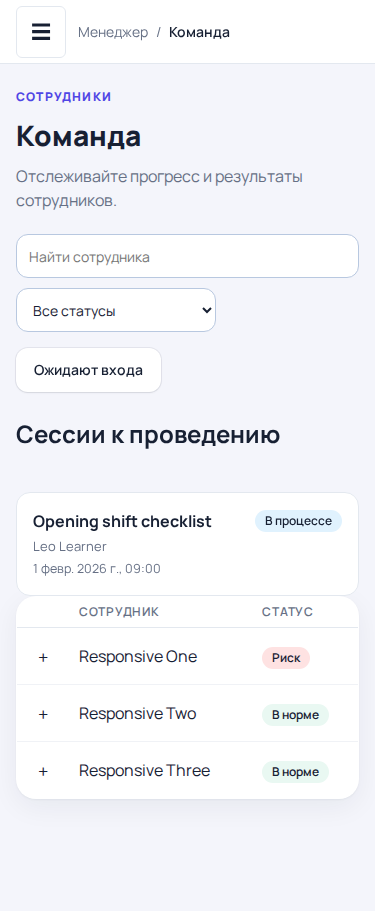 ☰ Менеджер / Команда
СОТРУДНИКИ
Команда
Отслеживайте прогресс и результаты
сотрудников.
Найти сотрудника
Все статусы
Ожидают входа
Сессии к проведению
Opening shift checklist В процессе
Leo Learner
1 февр. 2026 г., 09:00
СОТРУДНИК СТАТУС
+ Responsive One Риск
+ Responsive Two В норме
+ Responsive Three В норме